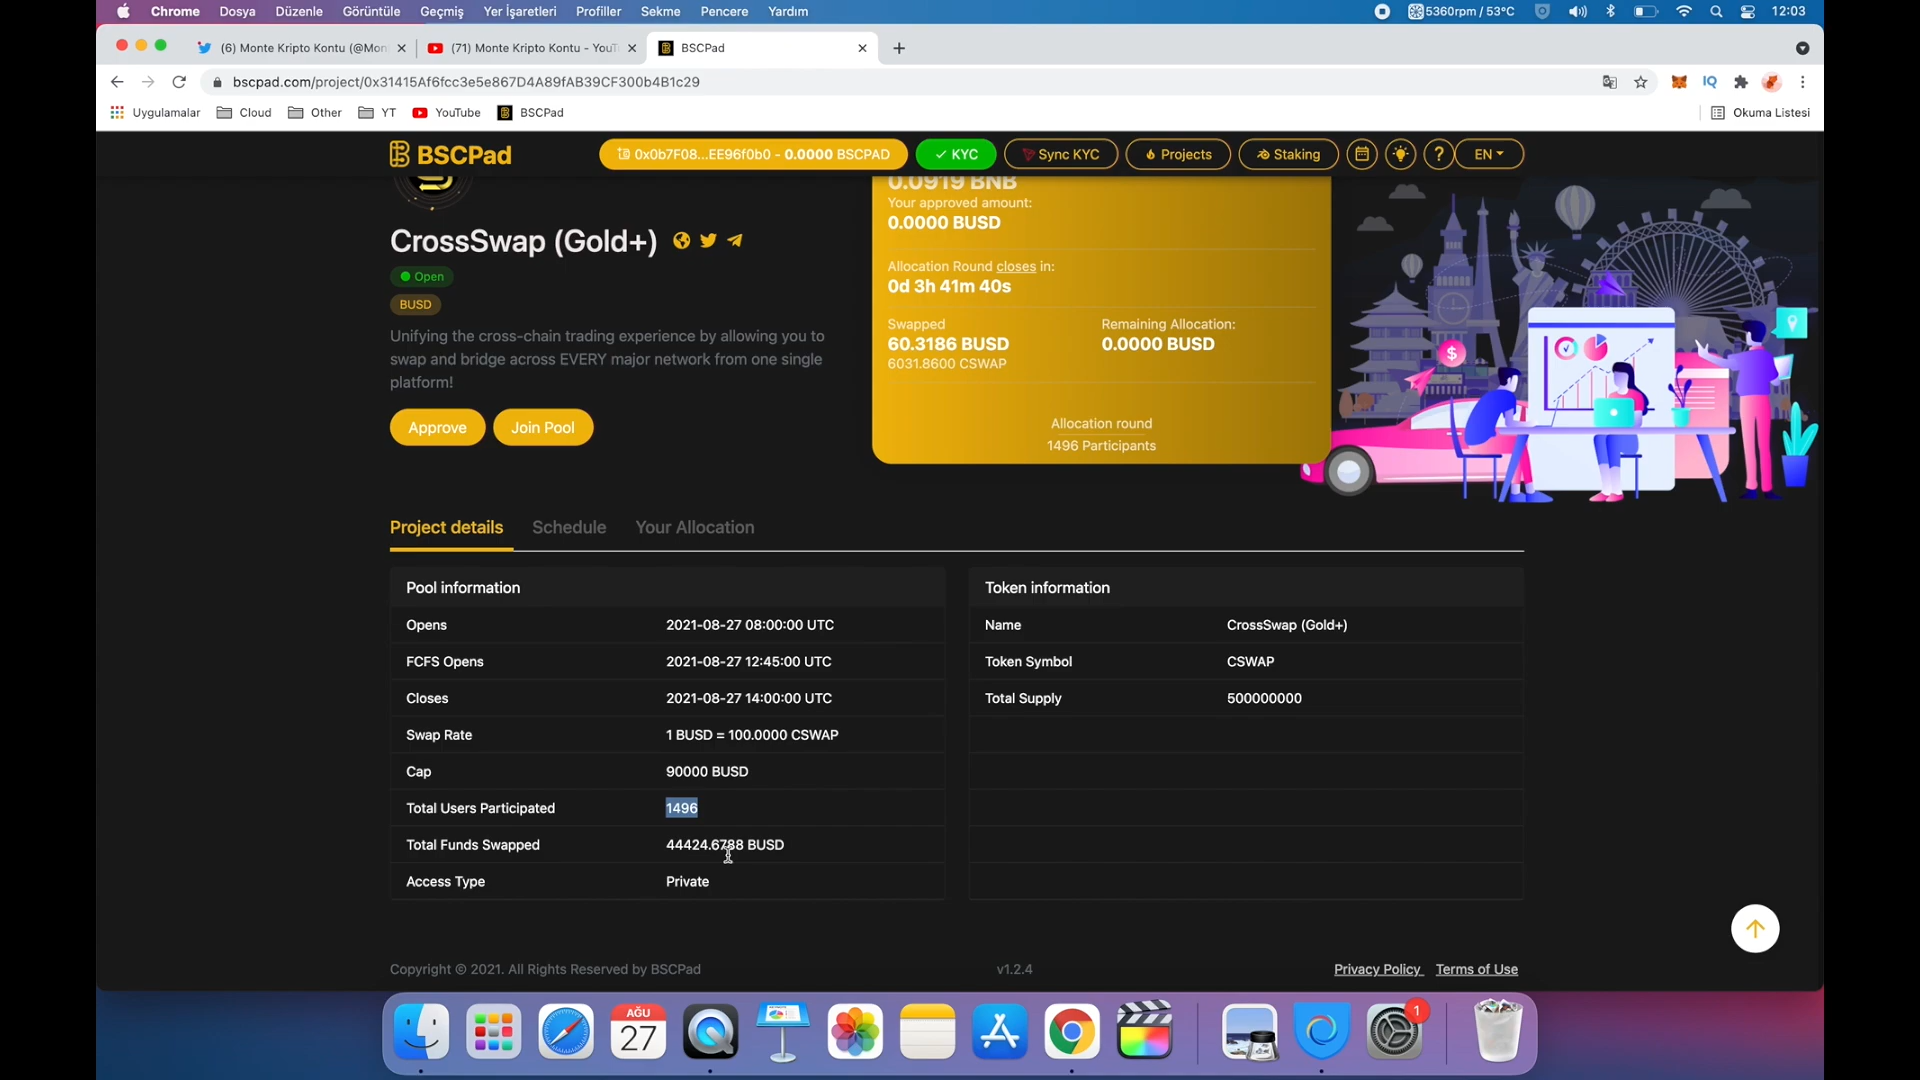 Chrome Dosya Düzenle Görüntüle Geçmiş Yer İşaretleri Profiller Sekme Pencere Yardım 5360rpm / 53°C 12:03
(6) Monte Kripto Kontu (@Mon (71) Monte Kripto Kontu - YouT BSCPad
bscpad.com/project/0x31415Af6fcc3e5e867D4A89fAB39CF300b4B1c29
Uygulamalar Cloud Other YT YouTube BSCPad Okuma Listesi
BSCPad 0x0b7F08...EE96f0b0 - 0.0000 BSCPAD KYC Sync KYC Projects Staking ? EN
0.0919 BNB
Your approved amount:
0.0000 BUSD
CrossSwap (Gold+)
Open
BUSD
Unifying the cross-chain trading experience by allowing you to
swap and bridge across EVERY major network from one single
platform!
Approve Join Pool
Allocation Round closes in:
0d 3h 41m 40s
Swapped Remaining Allocation:
60.3186 BUSD 0.0000 BUSD
6031.8600 CSWAP
Allocation round
1496 Participants
Project details Schedule Your Allocation
Pool information
Opens 2021-08-27 08:00:00 UTC
FCFS Opens 2021-08-27 12:45:00 UTC
Closes 2021-08-27 14:00:00 UTC
Swap Rate 1 BUSD = 100.0000 CSWAP
Cap 90000 BUSD
Total Users Participated 1496
Total Funds Swapped 44424.6788 BUSD
Access Type Private
Token information
Name CrossSwap (Gold+)
Token Symbol CSWAP
Total Supply 500000000
Copyright © 2021. All Rights Reserved by BSCPad v1.2.4 Privacy Policy Terms of Use
AĞU
27
1